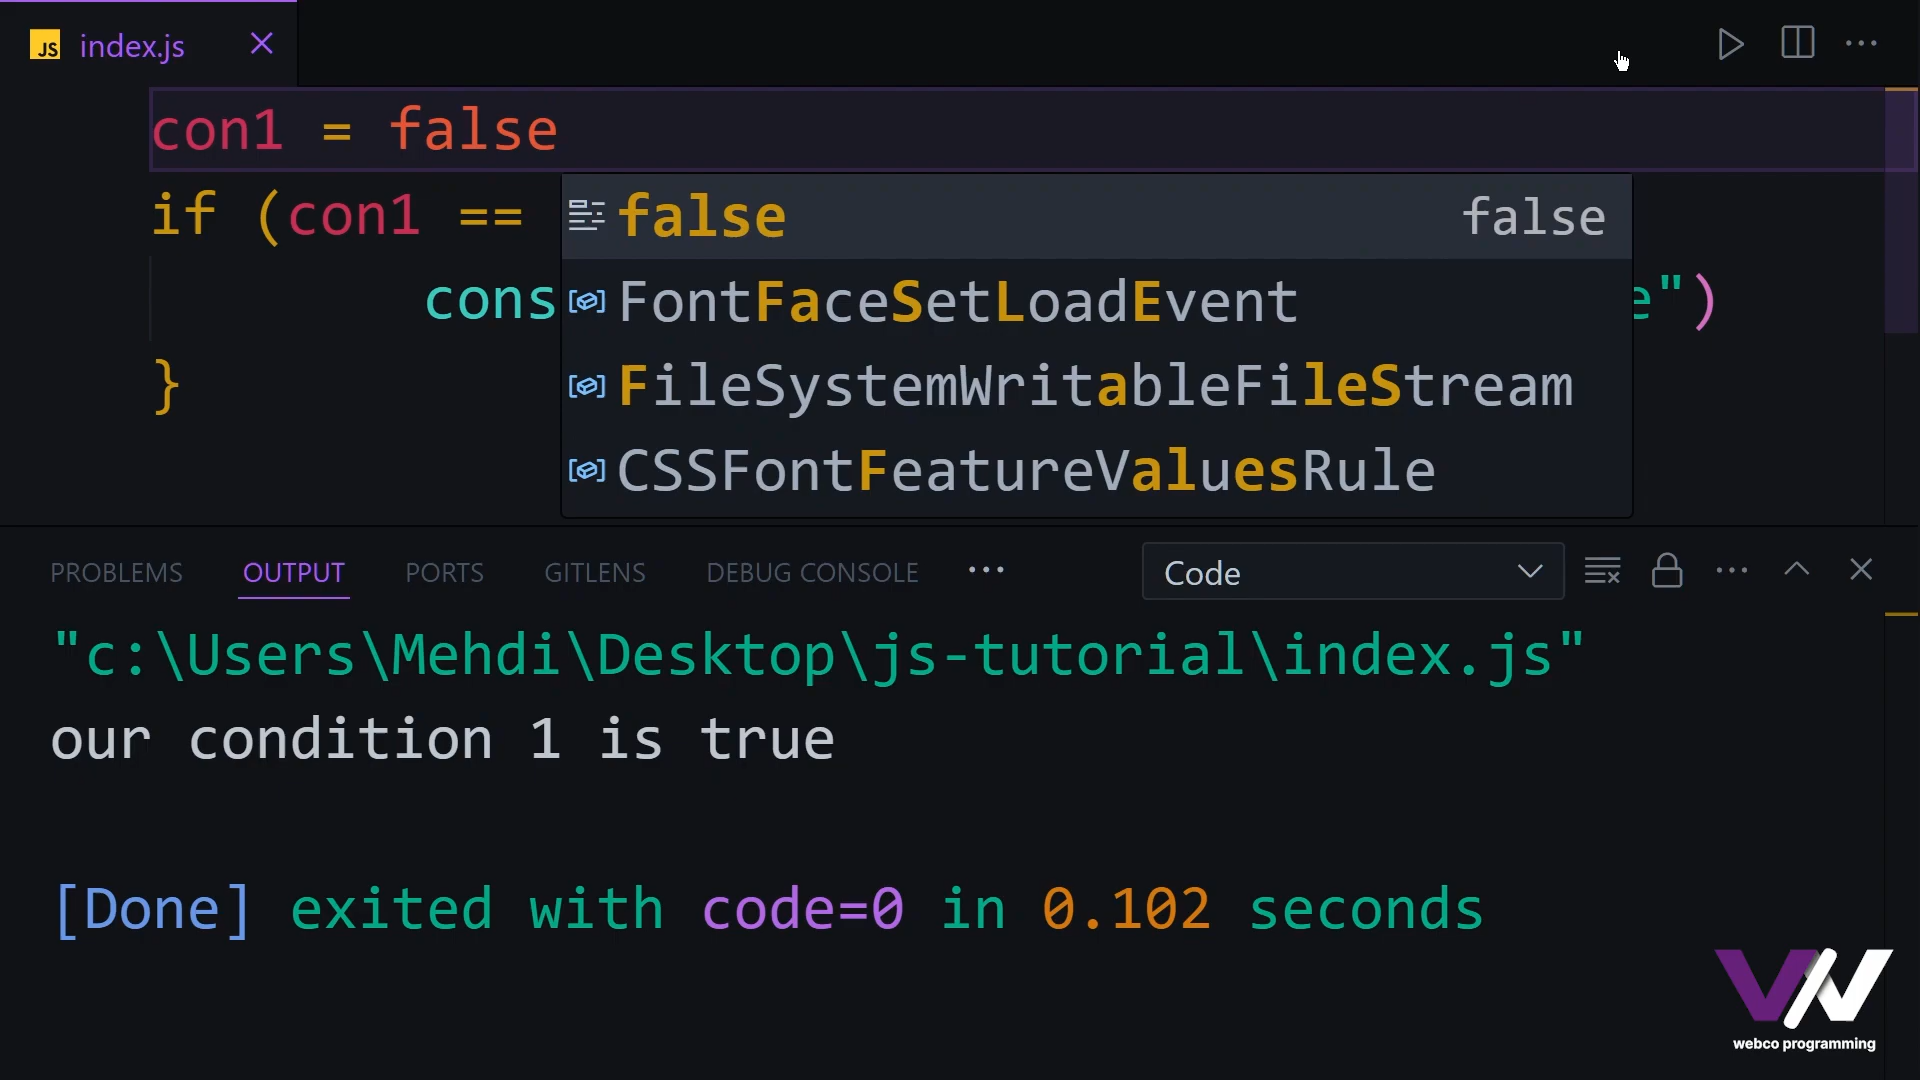 JS index.js
con1 = false
if (con1 ==
false false
cons
e")
FontFaceSetLoadEvent
FileSystemWritableFileStream
}
CSSFontFeatureValuesRule
PROBLEMS OUTPUT PORTS GITLENS DEBUG CONSOLE ... Code
"c:\Users\Mehdi\Desktop\js-tutorial\index.js"
our condition 1 is true
[Done] exited with code=0 in 0.102 seconds
webco programming